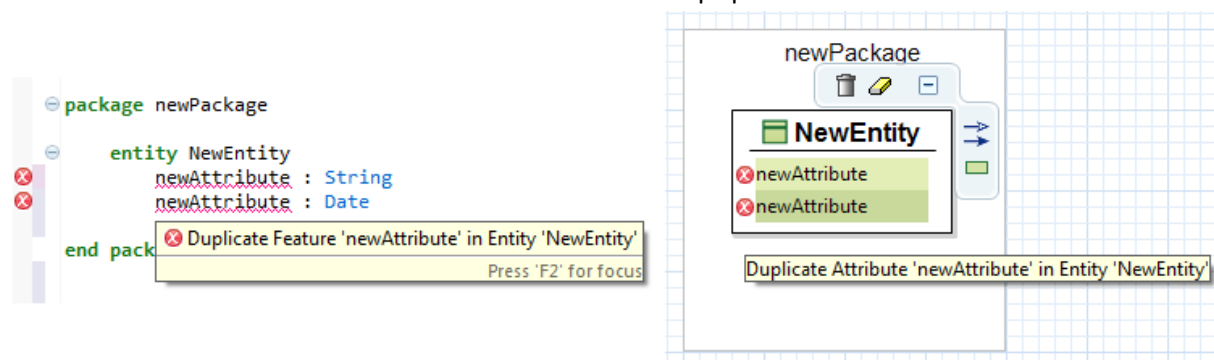 package newPackage
entity NewEntity
newAttribute : String
newAttribute : Date
Duplicate Feature 'newAttribute' in Entity 'NewEntity'
end pack
Press 'F2' for focus
newPackage
NewEntity
newAttribute
newAttribute
Duplicate Attribute 'newAttribute' in Entity 'NewEntity'